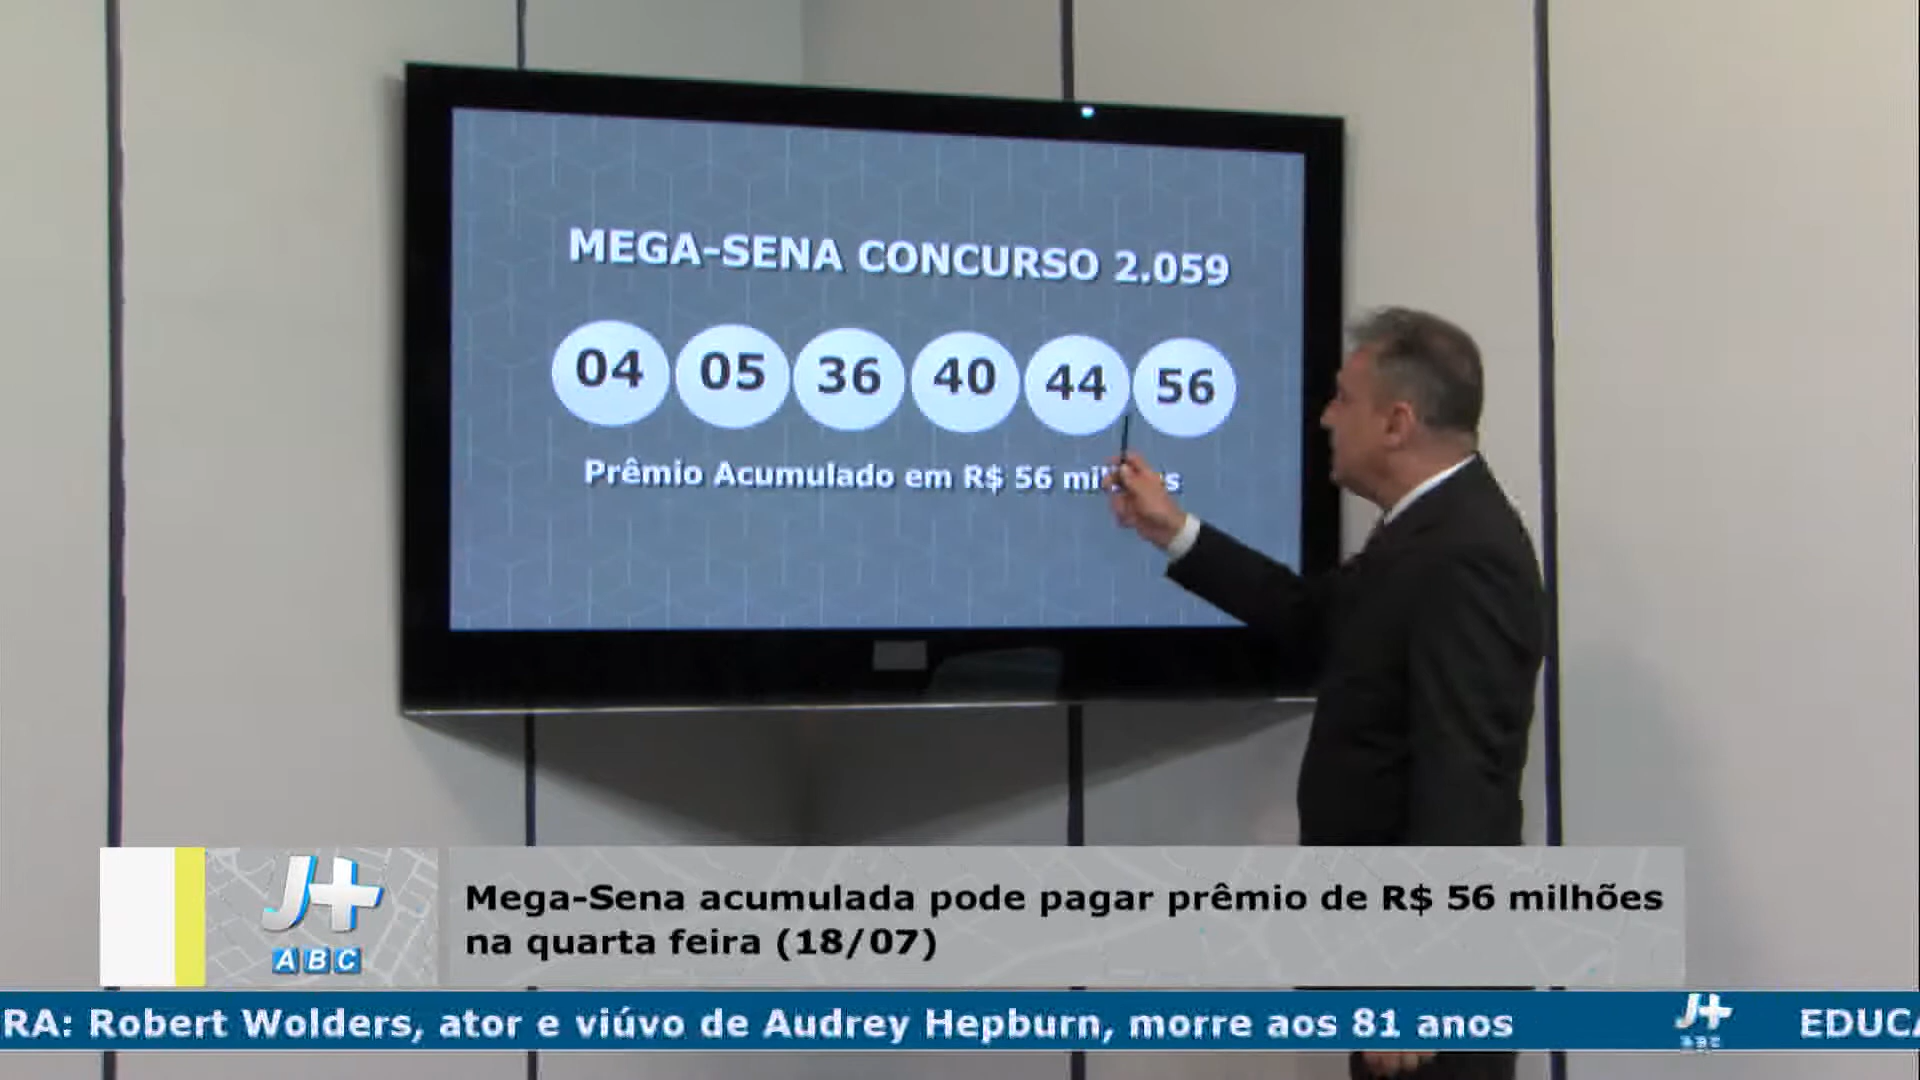 MEGA-SENA CONCURSO 2.059
04 05 36 40 44 56
Prêmio Acumulado em R$ 56
J+
ABC
Mega-Sena acumulada pode pagar prêmio de R$ 56 milhões
na quarta feira (18/07)
RA: Robert Wolders, ator e viúvo de Audrey Hepburn, morre aos 81 anos
J+
ABC
EDUCA